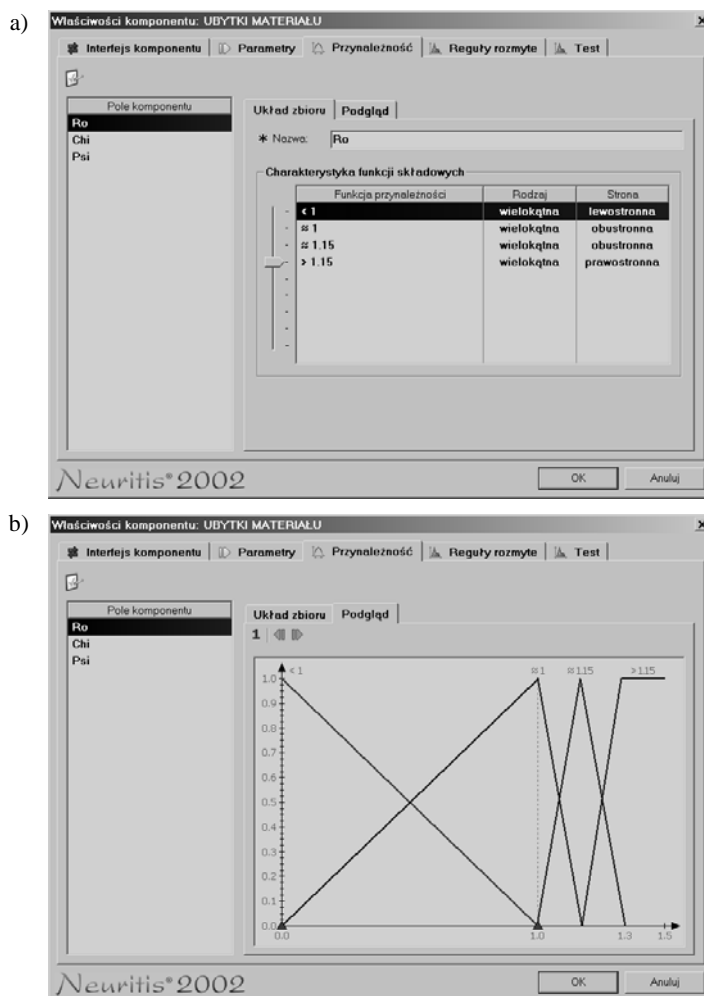 a)
Właściwości komponentu: UBYTKI MATERIAŁU
Interfejs komponentu Parametry Przynależność Reguły rozmyte Test
Pole komponentu
Ro
Chi
Psi
Układ zbioru Podgląd
* Nazwa: Ro
Charakterystyka funkcji składowych
Funkcja przynależności Rodzaj Strona
< 1 wielokątna lewostronna
≈ 1 wielokątna obustronna
≈ 1.15 wielokątna obustronna
> 1.15 wielokątna prawostronna
Neuritis® 2002
OK Anuluj
b)
Właściwości komponentu: UBYTKI MATERIAŁU
Interfejs komponentu Parametry Przynależność Reguły rozmyte Test
Pole komponentu
Ro
Chi
Psi
Układ zbioru Podgląd
1
< 1 ≈ 1 ≈ 1.15 > 1.15
1.0
0.9
0.8
0.7
0.6
0.5
0.4
0.3
0.2
0.1
0.0
0.0 1.0 1.3 1.5
Neuritis® 2002
OK Anuluj